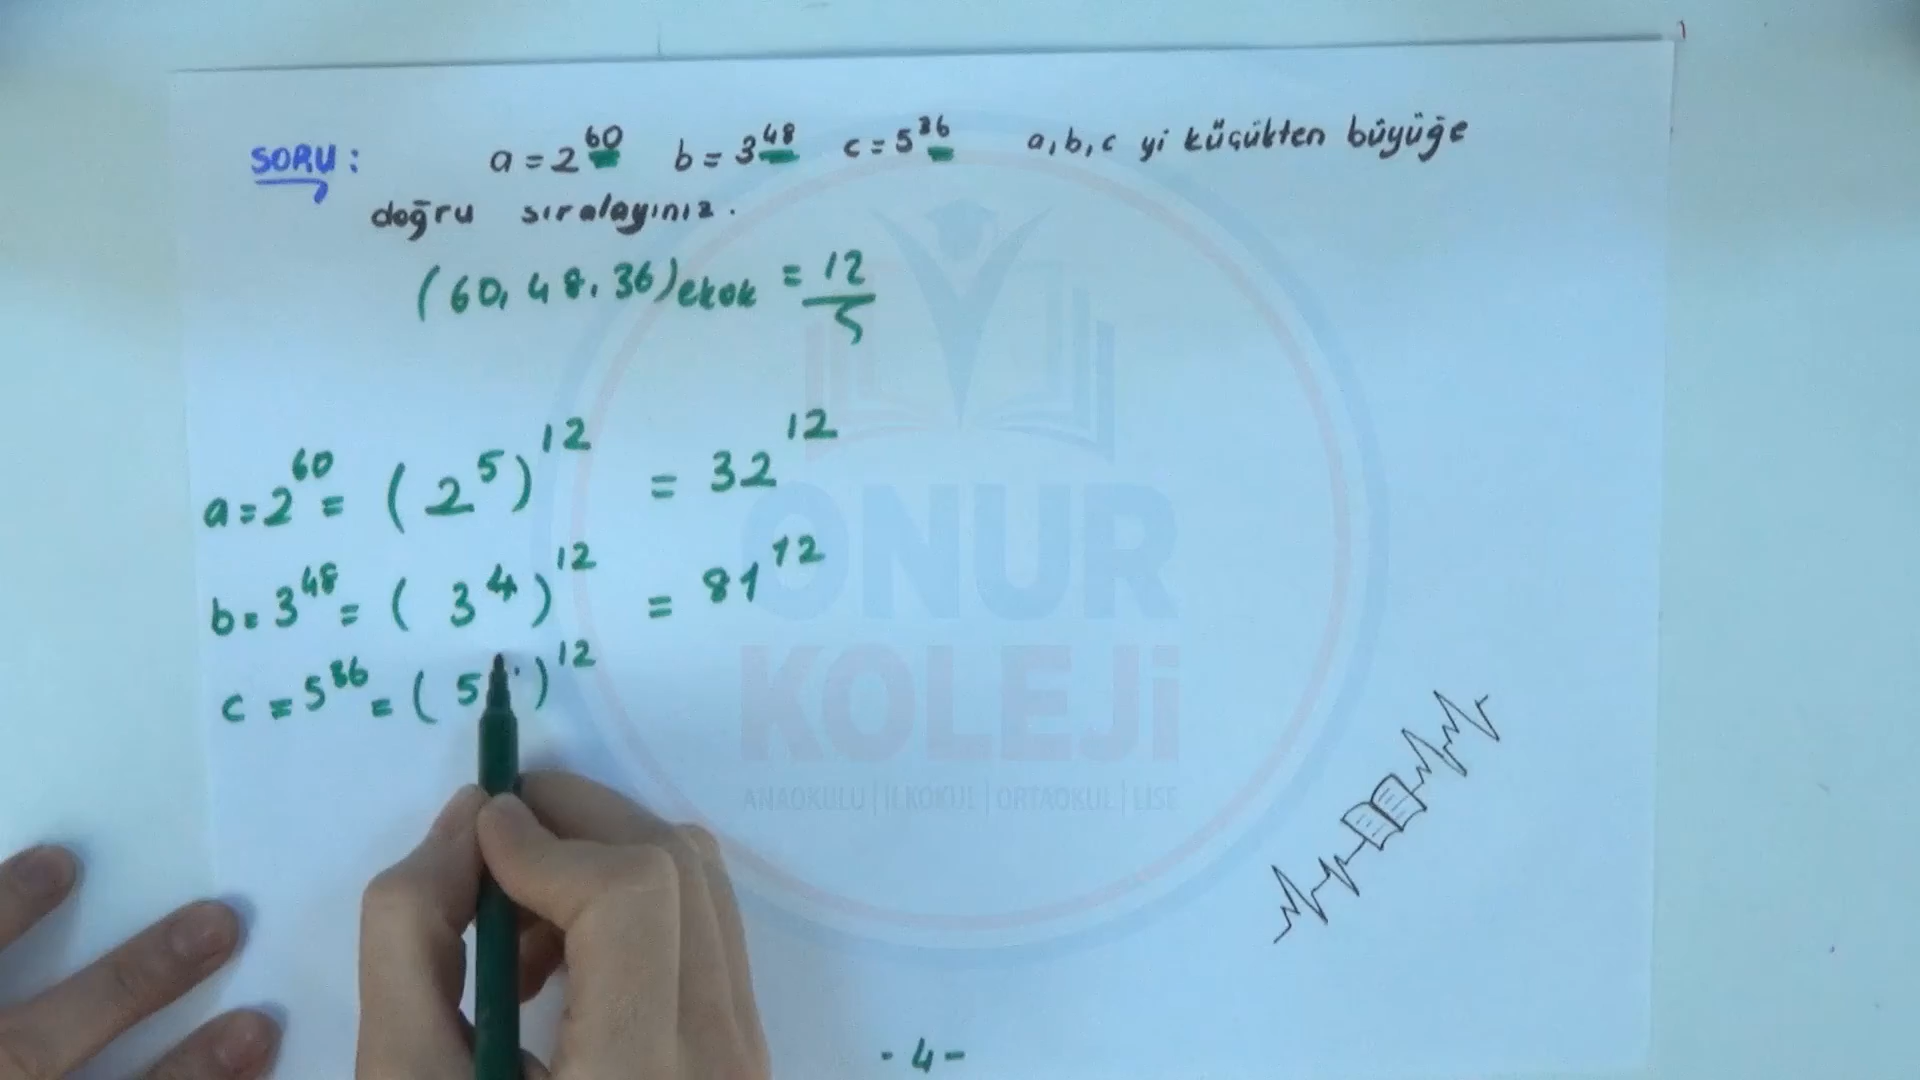 SORU: a = 2^60 b = 3^48 c = 5^36 a, b, c yi küçükten büyüğe
doğru sıralayınız.
(60, 48, 36)ekok = 12
a = 2^60 = (2^5)^12 = 32^12
b = 3^48 = (3^4)^12 = 81^12
c = 5^36 = (5 )^12
ONUR
KOLEJİ
ANAOKULU | İLKOKUL | ORTAOKUL | LİSE
- 4 -